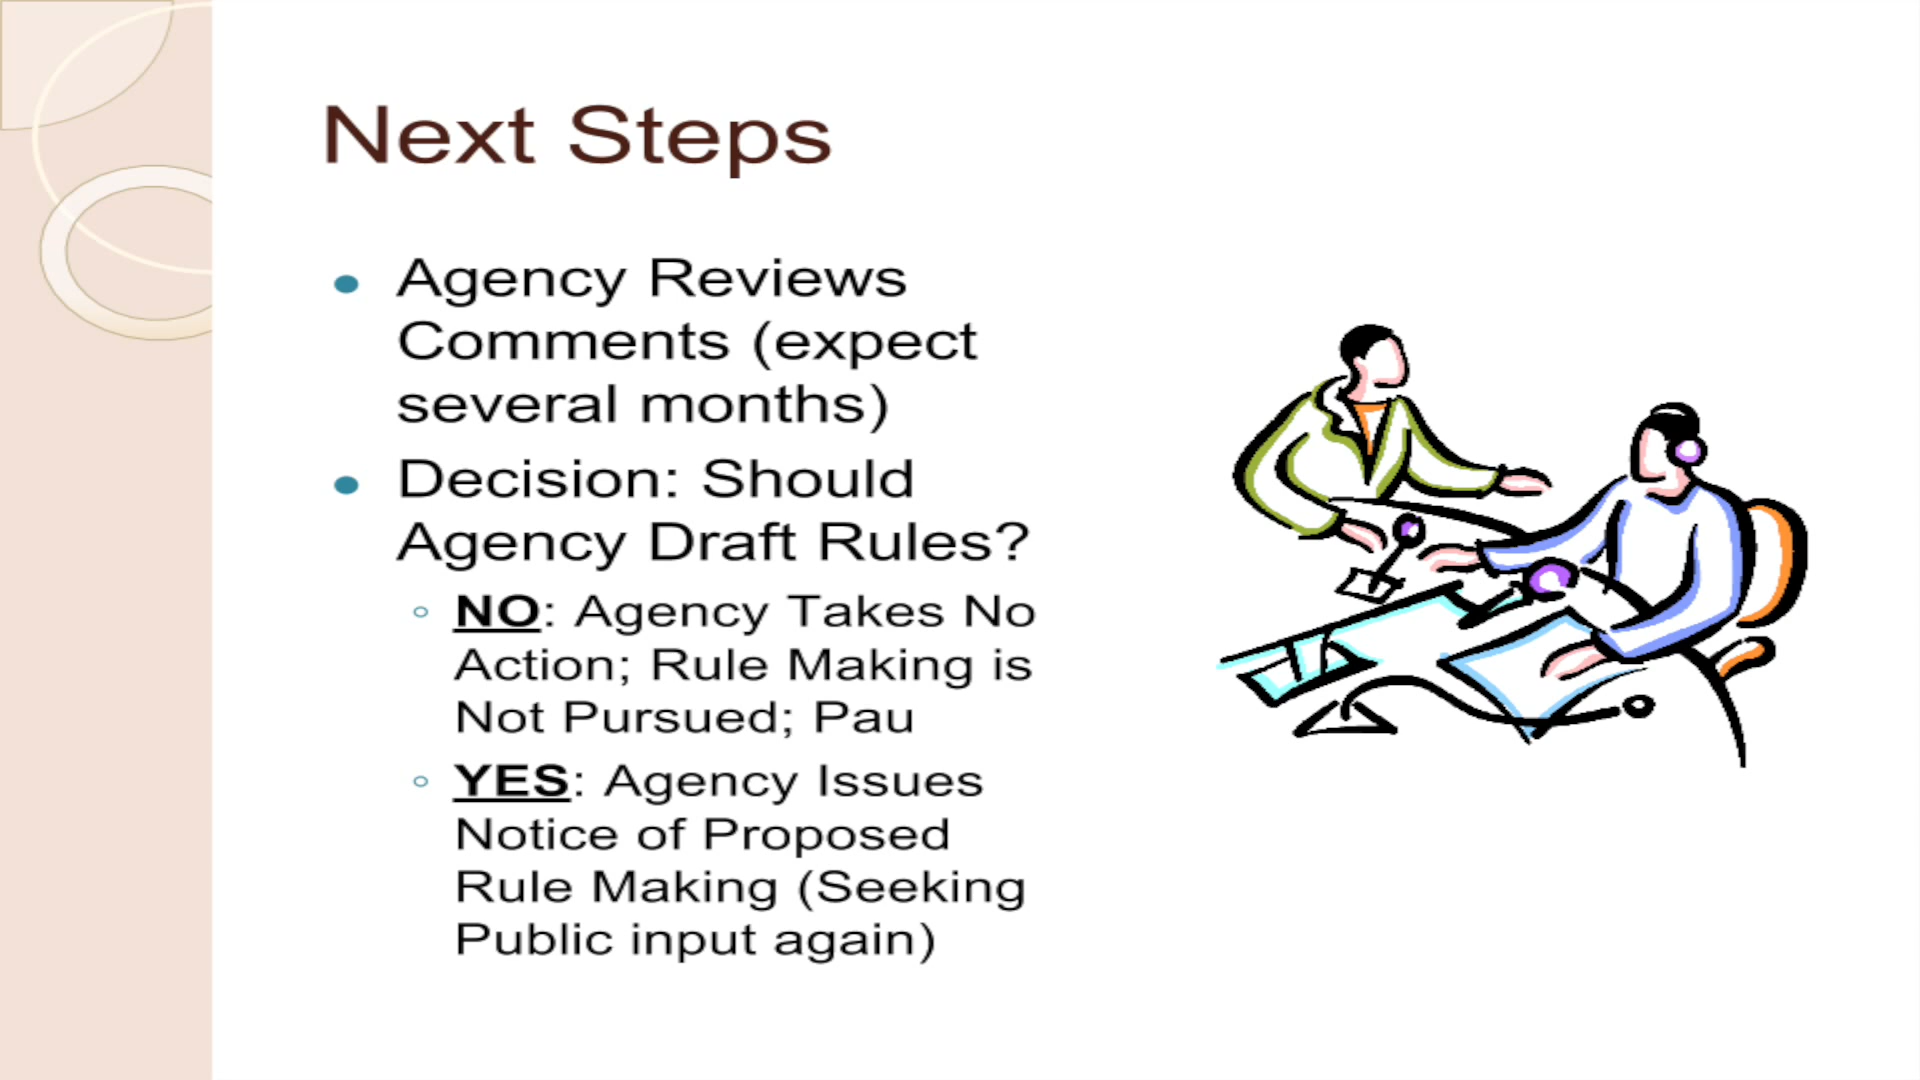 Next Steps
Agency Reviews
Comments (expect
several months)
Decision: Should
Agency Draft Rules?
NO: Agency Takes No
Action; Rule Making is
Not Pursued; Pau
YES: Agency Issues
Notice of Proposed
Rule Making (Seeking
Public input again)